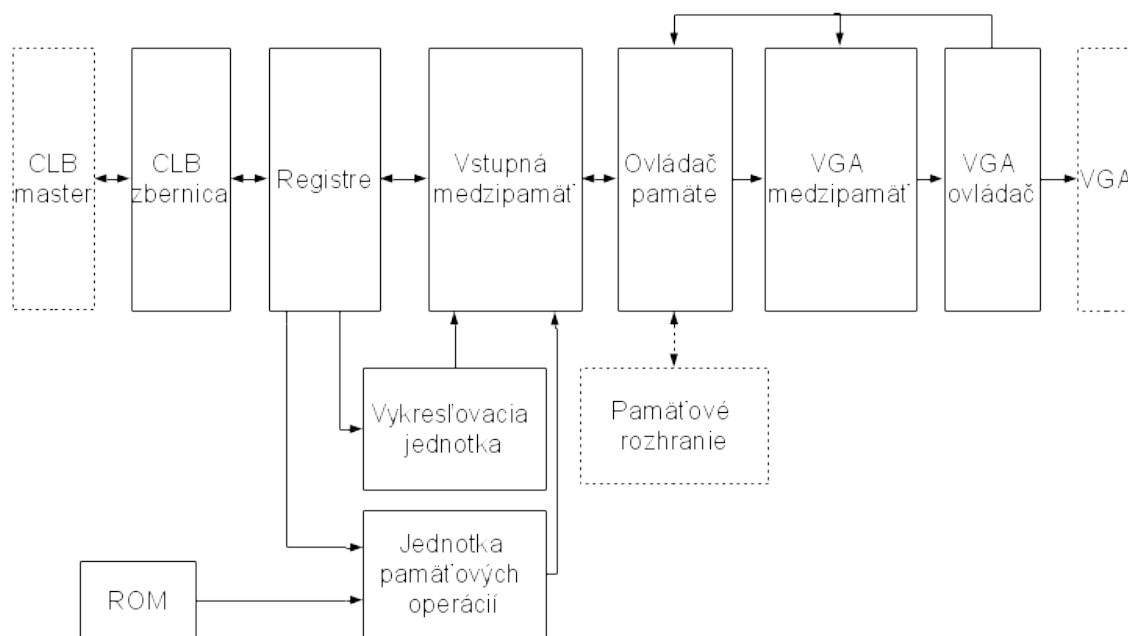 CLB
master
CLB
zbernica
Registre
Vstupná
medzipamäť
Ovládač
pamäte
VGA
medzipamäť
VGA
ovládač
VGA
Vykresľovacia
jednotka
Pamäťové
rozhranie
Jednotka
pamäťových
operácií
ROM